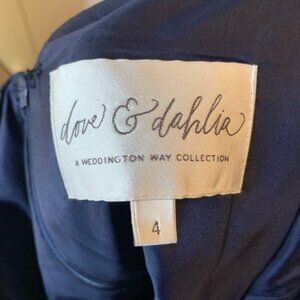 dove & dahlia
A WEDDINGTON WAY COLLECTION
4